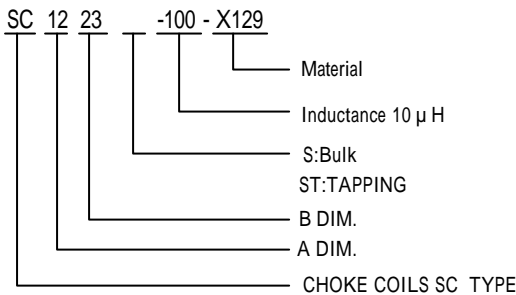 SC 12 23 -100 - X129
Material
Inductance 10 μ H
S:Bulk
ST:TAPPING
B DIM.
A DIM.
CHOKE COILS SC TYPE